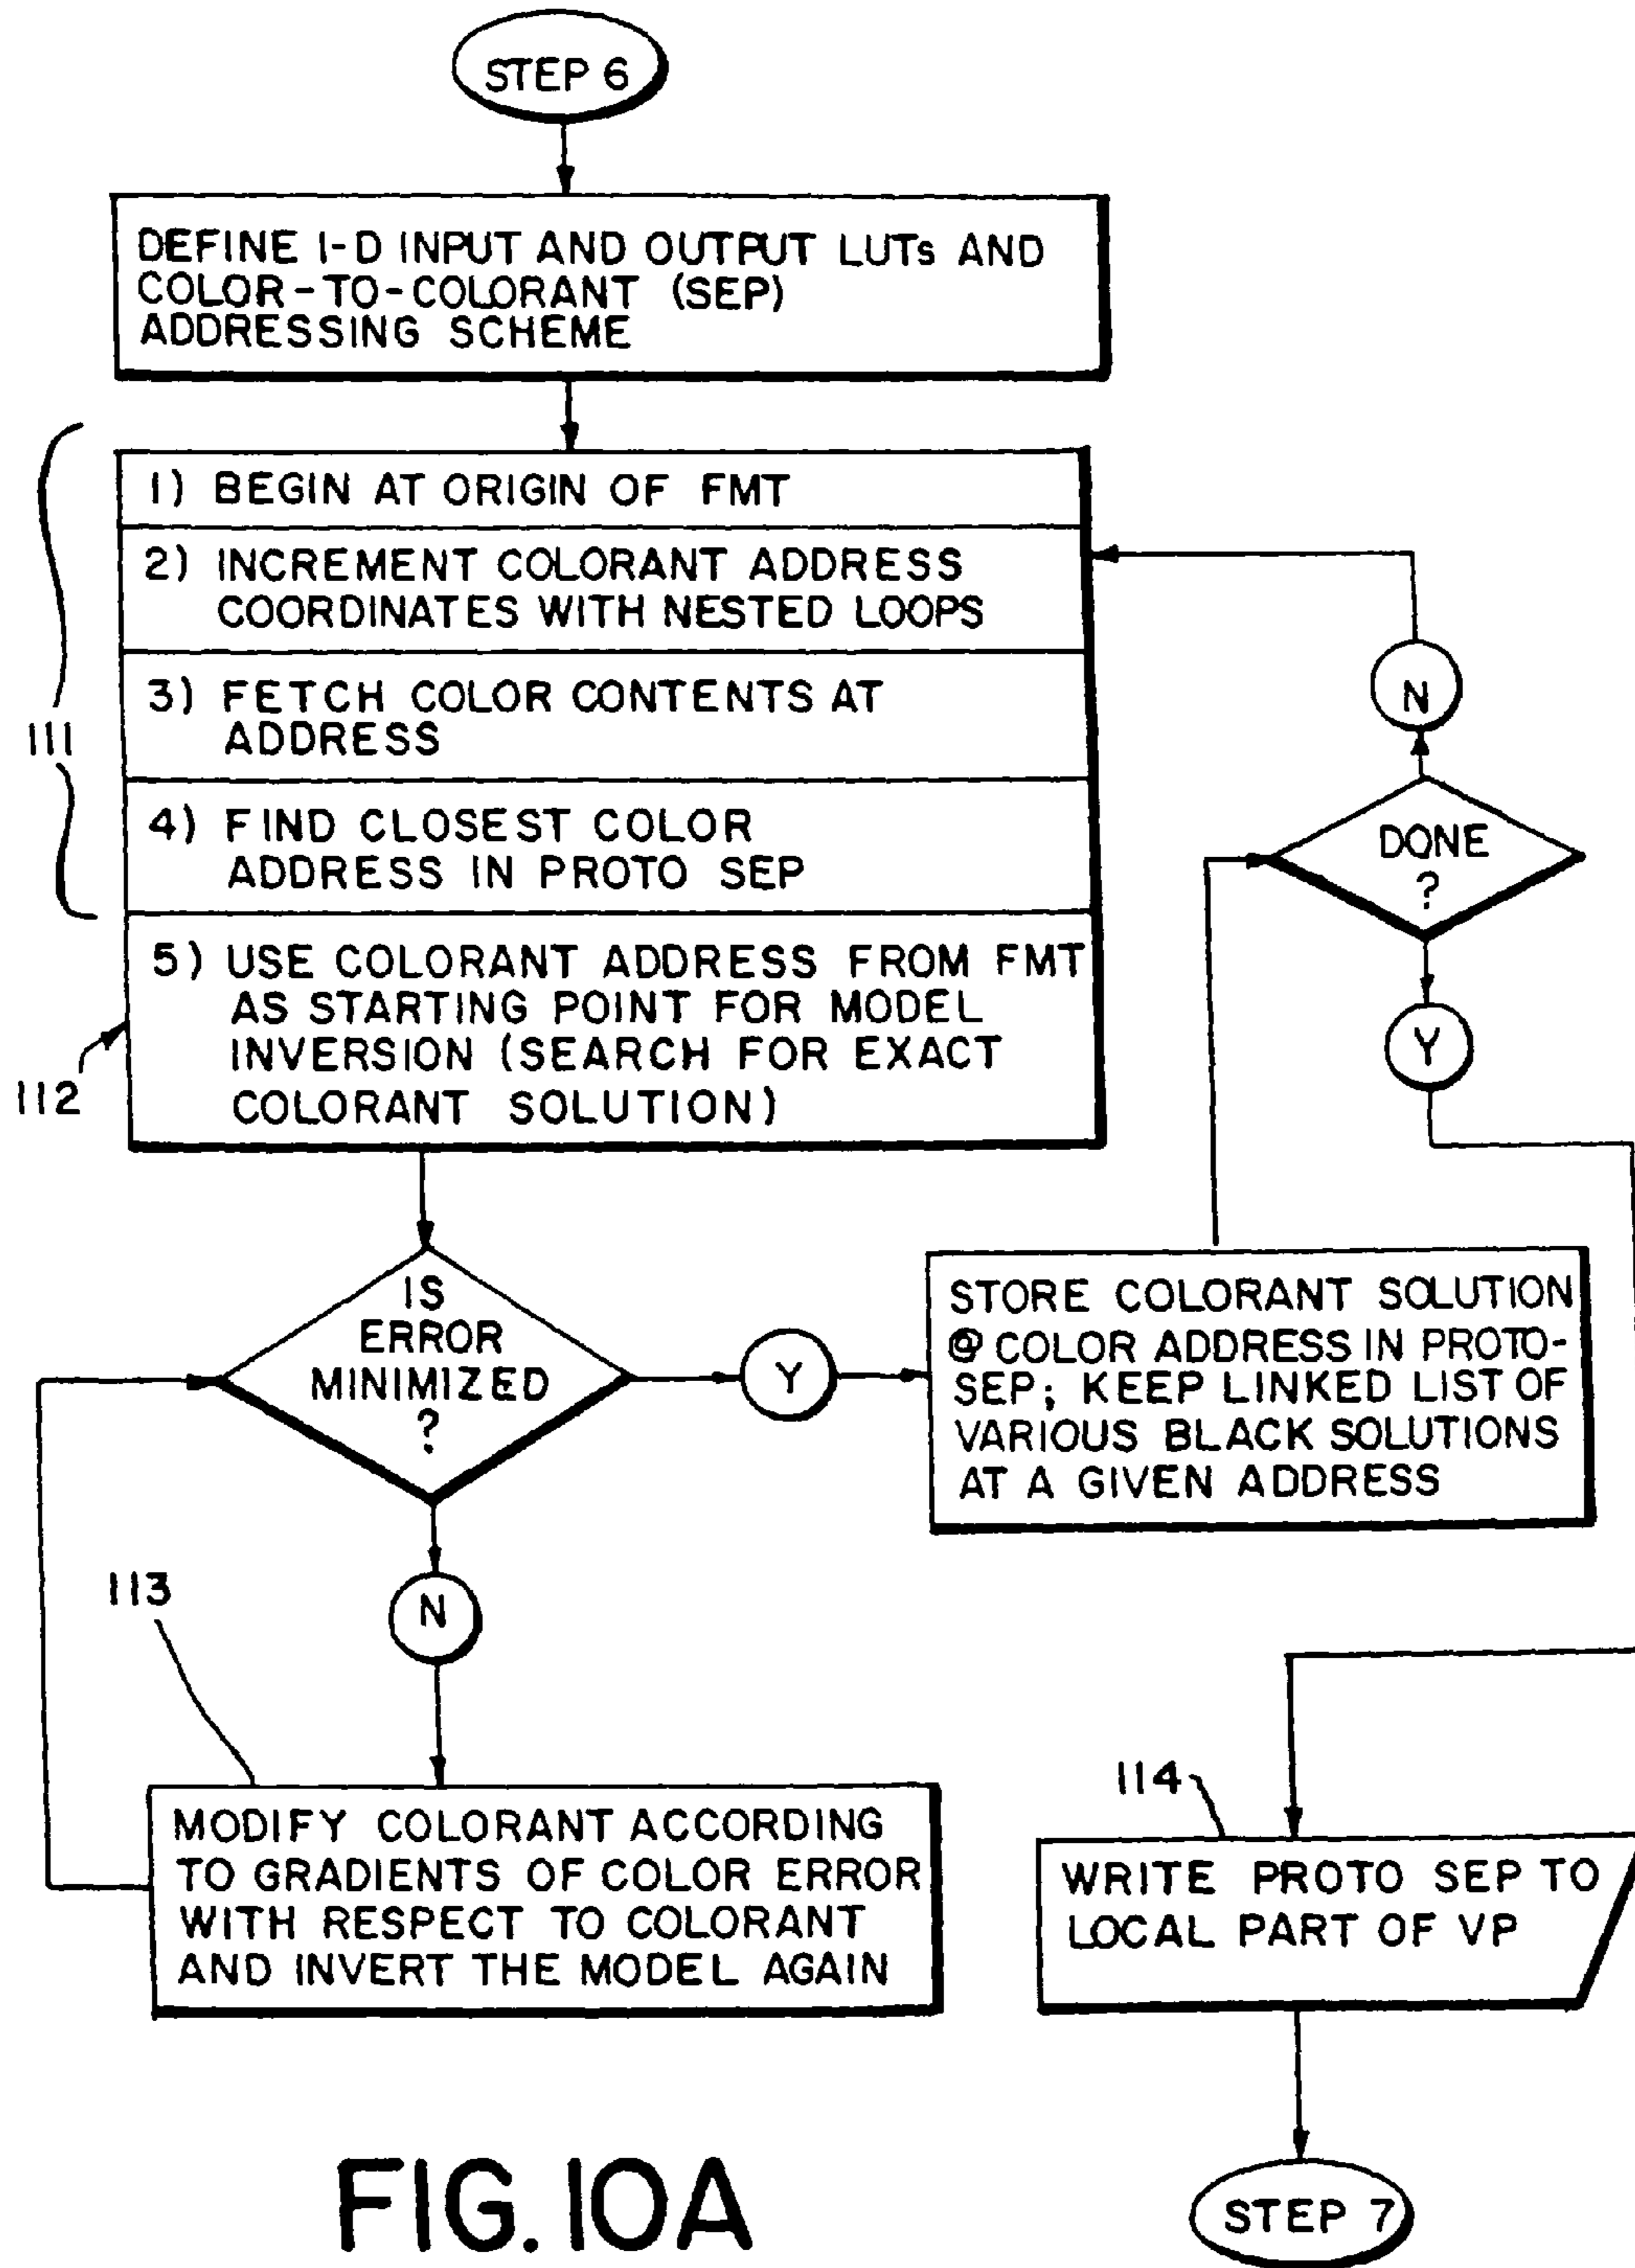 STEP 6
DEFINE 1-D INPUT AND OUTPUT LUTs AND
COLOR-TO-COLORANT (SEP)
ADDRESSING SCHEME
111
1) BEGIN AT ORIGIN OF FMT
2) INCREMENT COLORANT ADDRESS
COORDINATES WITH NESTED LOOPS
3) FETCH COLOR CONTENTS AT
ADDRESS
4) FIND CLOSEST COLOR
ADDRESS IN PROTO SEP
5) USE COLORANT ADDRESS FROM FMT
AS STARTING POINT FOR MODEL
INVERSION (SEARCH FOR EXACT
COLORANT SOLUTION)
112
N
DONE
?
Y
IS
ERROR
MINIMIZED
?
Y
STORE COLORANT SOLUTION
@ COLOR ADDRESS IN PROTO-
SEP; KEEP LINKED LIST OF
VARIOUS BLACK SOLUTIONS
AT A GIVEN ADDRESS
N
113
MODIFY COLORANT ACCORDING
TO GRADIENTS OF COLOR ERROR
WITH RESPECT TO COLORANT
AND INVERT THE MODEL AGAIN
114
WRITE PROTO SEP TO
LOCAL PART OF VP
STEP 7
FIG. 10A